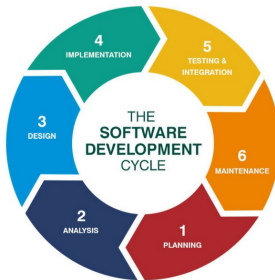 THE
SOFTWARE
DEVELOPMENT
CYCLE
1
PLANNING
2
ANALYSIS
3
DESIGN
4
IMPLEMENTATION
5
TESTING &
INTEGRATION
6
MAINTENANCE